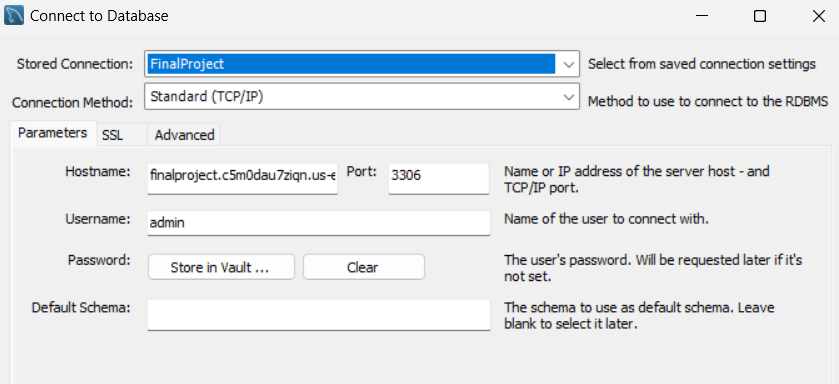 Connect to Database
Stored Connection: FinalProject Select from saved connection settings
Connection Method: Standard (TCP/IP) Method to use to connect to the RDBMS
Parameters SSL Advanced
Hostname: finalproject.c5m0dau7ziqn.us-e Port: 3306 Name or IP address of the server host - and
TCP/IP port.
Username: admin Name of the user to connect with.
Password: Store in Vault ... Clear The user's password. Will be requested later if it's
not set.
Default Schema: The schema to use as default schema. Leave
blank to select it later.